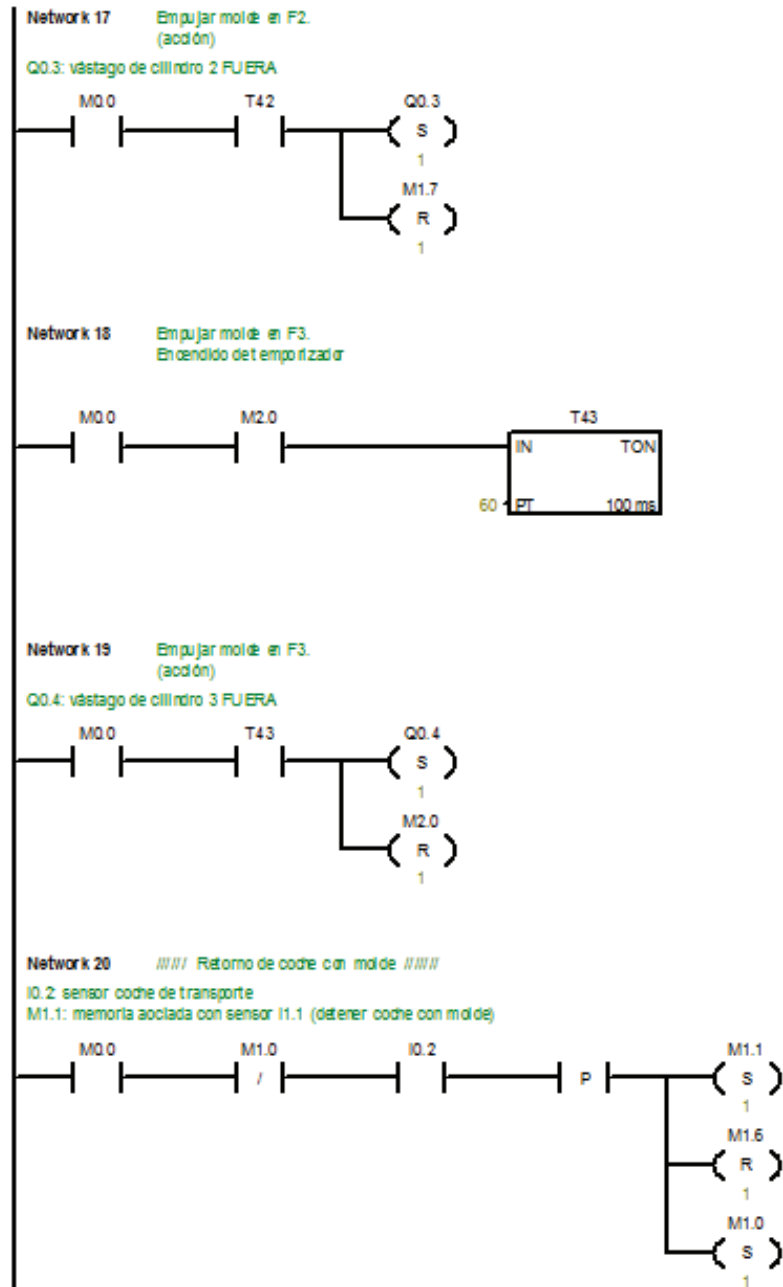 Network 17 Empujar molde en F2.
(acción)
Q0.3: vástago de cilindro 2 FUERA
M0.0 T42 Q0.3
S
1
M1.7
R
1
Network 18 Empujar molde en F3.
Encendido de temporizador
M0.0 M2.0 T43
IN TON
60 PT 100 ms
Network 19 Empujar molde en F3.
(acción)
Q0.4: vástago de cilindro 3 FUERA
M0.0 T43 Q0.4
S
1
M2.0
R
1
Network 20 ////// Retorno de coche con molde ///////
I0.2: sensor coche de transporte
M1.1: memoria aociada con sensor I1.1 (detener coche con molde)
M0.0 M1.0 I0.2 M1.1
/ P S
1
M1.6
R
1
M1.0
S
1